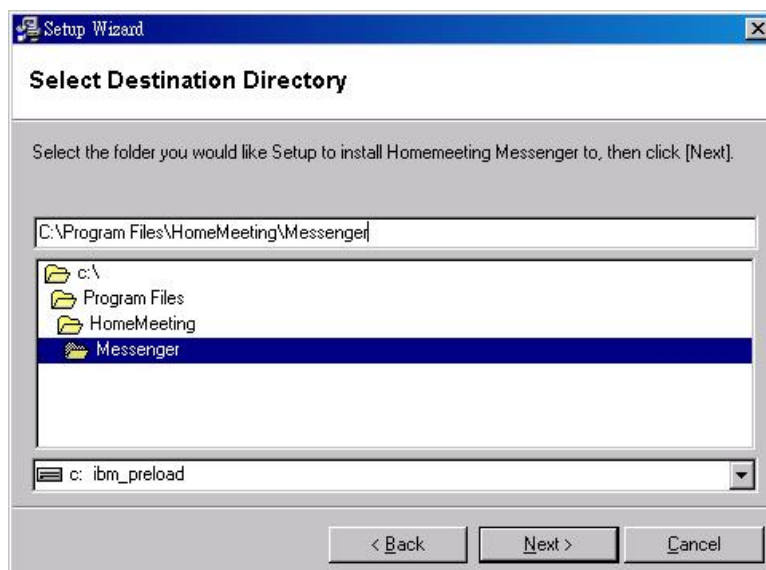 Setup Wizard
Select Destination Directory
Select the folder you would like Setup to install Homemeeting Messenger to, then click [Next].
C:\Program Files\HomeMeeting\Messenger
c:\
Program Files
HomeMeeting
Messenger
c: ibm_preload
< Back Next > Cancel